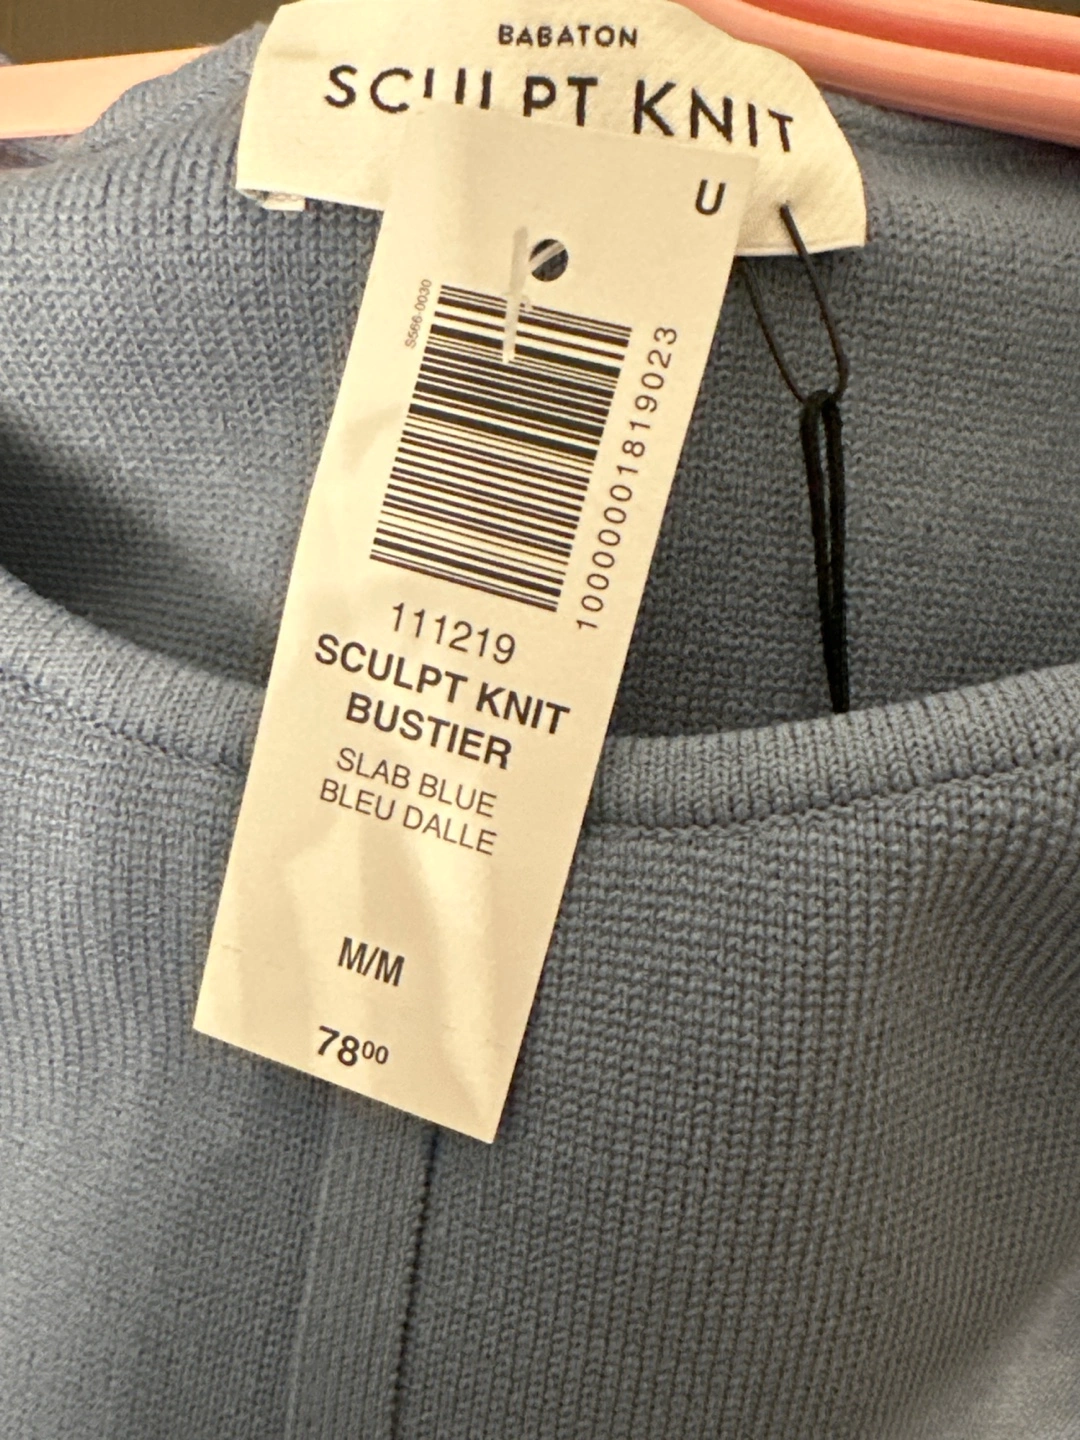 BABATON
SCULPT KNIT
U
S566-0030
10000001819023
111219
SCULPT KNIT
BUSTIER
SLAB BLUE
BLEU DALLE
M/M
78⁰⁰